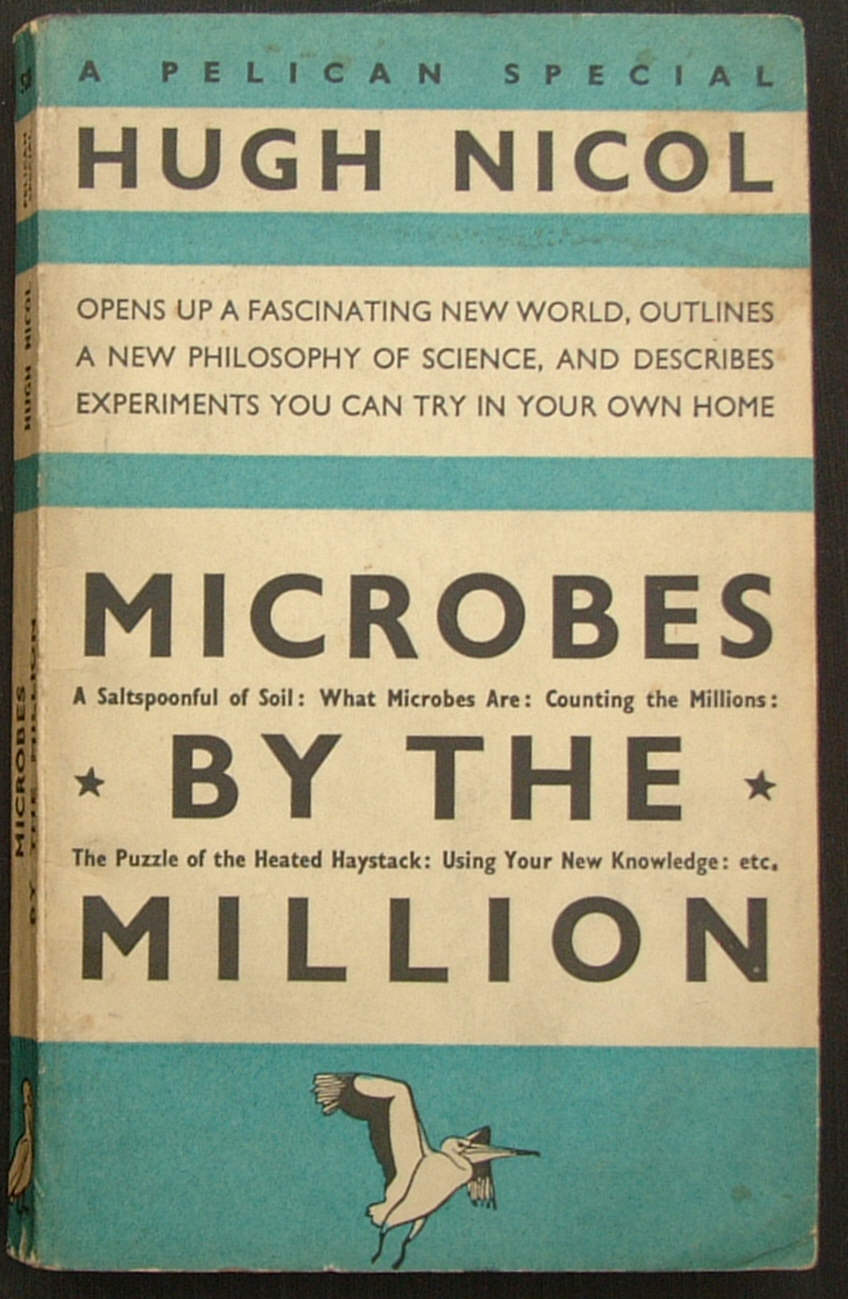 A PELICAN SPECIAL
HUGH NICOL
OPENS UP A FASCINATING NEW WORLD, OUTLINES
A NEW PHILOSOPHY OF SCIENCE, AND DESCRIBES
EXPERIMENTS YOU CAN TRY IN YOUR OWN HOME
MICROBES
A Saltspoonful of Soil: What Microbes Are: Counting the Millions:
★ BY THE ★
The Puzzle of the Heated Haystack: Using Your New Knowledge: etc.
MILLION
PELICAN
SPECIAL
HUGH NICOL
MICROBES
BY THE MILLION